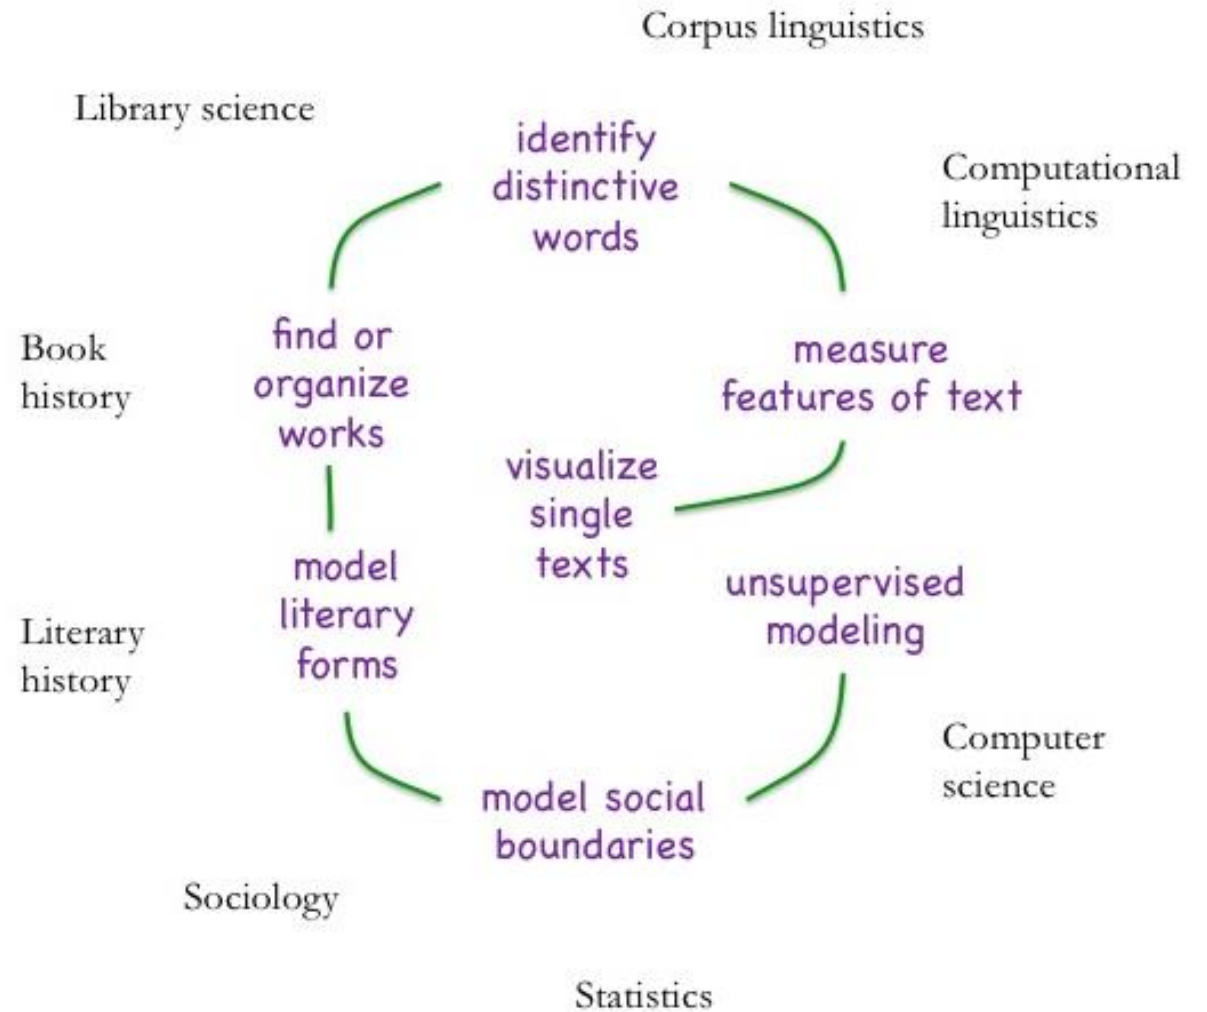 Corpus linguistics
Library science
identify
distinctive
words
Computational
linguistics
find or
organize
works
Book
history
measure
features of text
visualize
single
texts
model
literary
forms
unsupervised
modeling
Literary
history
Computer
science
model social
boundaries
Sociology
Statistics